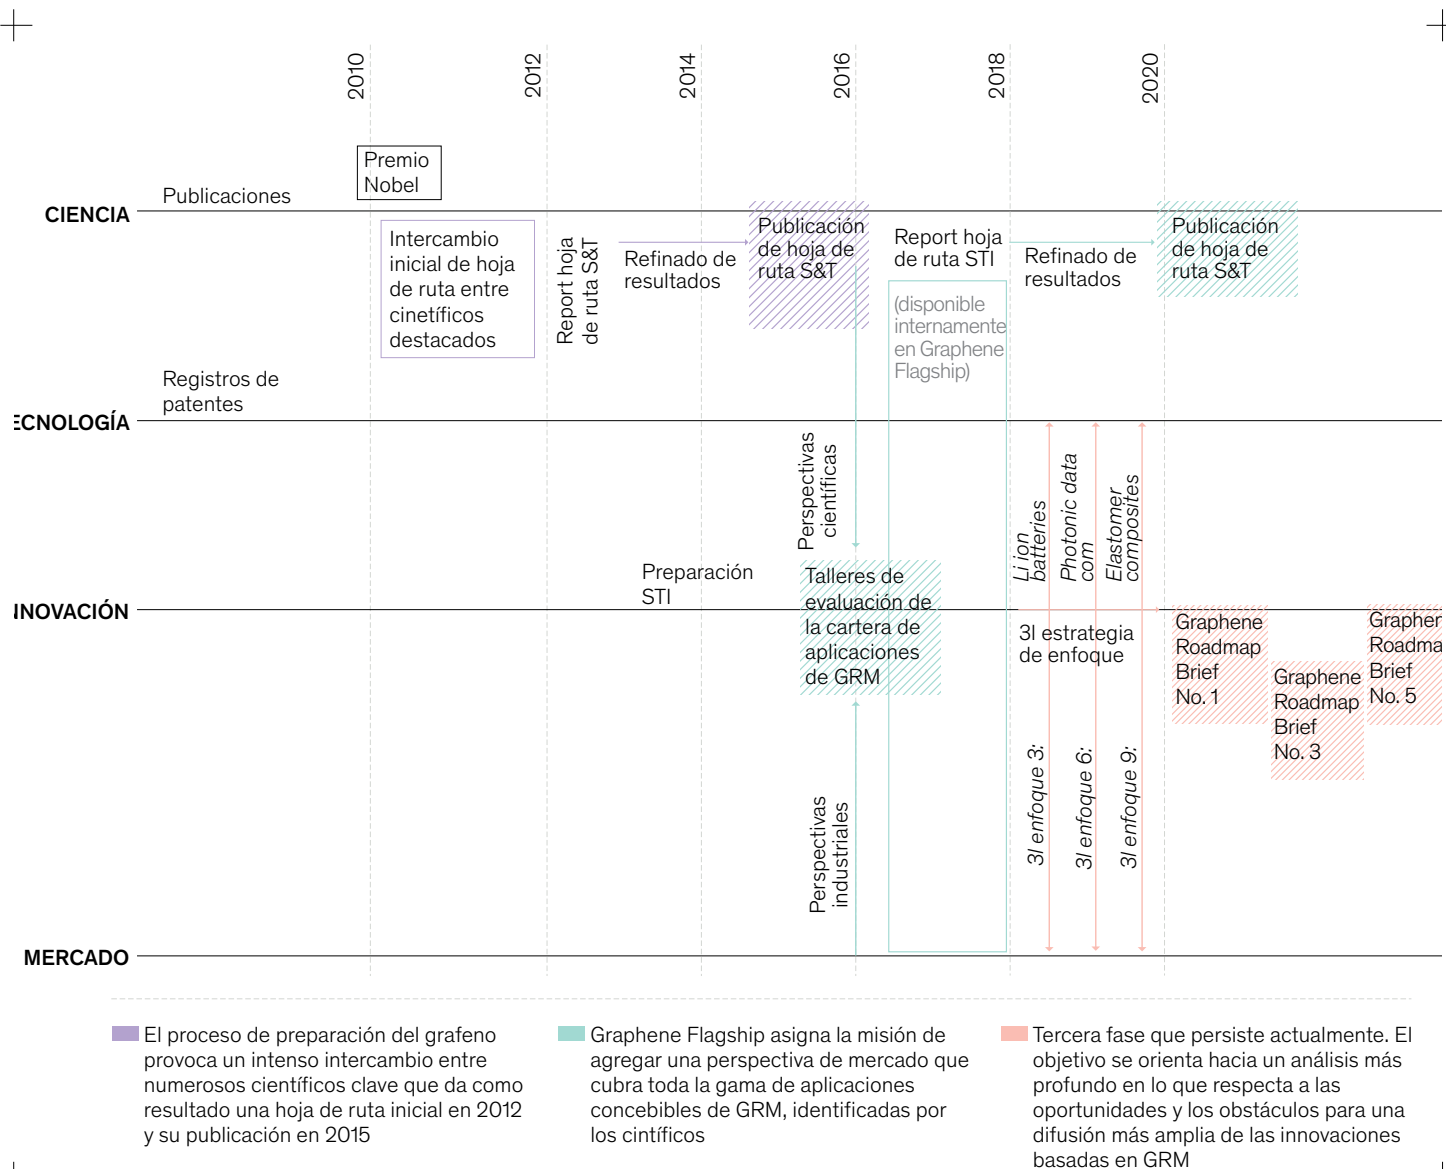 2010
2012
2014
2016
2018
2020
Premio
Nobel
Publicaciones
CIENCIA
Intercambio
inicial de hoja
de ruta entre
cinetíficos
destacados
Report hoja
de ruta S&T
Refinado de
resultados
Publicación
de hoja de
ruta S&T
Report hoja
de ruta STI
(disponible
internamente
en Graphene
Flagship)
Refinado de
resultados
Publicación
de hoja de
ruta S&T
Registros de
patentes
ECNOLOGÍA
Perspectivas
científicas
Li ion
batteries
Photonic data
com
Elastomer
composites
Preparación
STI
Talleres de
evaluación de
la cartera de
aplicaciones
de GRM
NNOVACIÓN
3I estrategia
de enfoque
Graphene
Roadmap
Brief
No. 1
Graphene
Roadmap
Brief
No. 3
Graphen
Roadma
Brief
No. 5
Perspectivas
industriales
3I enfoque 3:
3I enfoque 6:
3I enfoque 9:
MERCADO
El proceso de preparación del grafeno
provoca un intenso intercambio entre
numerosos científicos clave que da como
resultado una hoja de ruta inicial en 2012
y su publicación en 2015
Graphene Flagship asigna la misión de
agregar una perspectiva de mercado que
cubra toda la gama de aplicaciones
concebibles de GRM, identificadas por
los cintíficos
Tercera fase que persiste actualmente. El
objetivo se orienta hacia un análisis más
profundo en lo que respecta a las
oportunidades y los obstáculos para una
difusión más amplia de las innovaciones
basadas en GRM